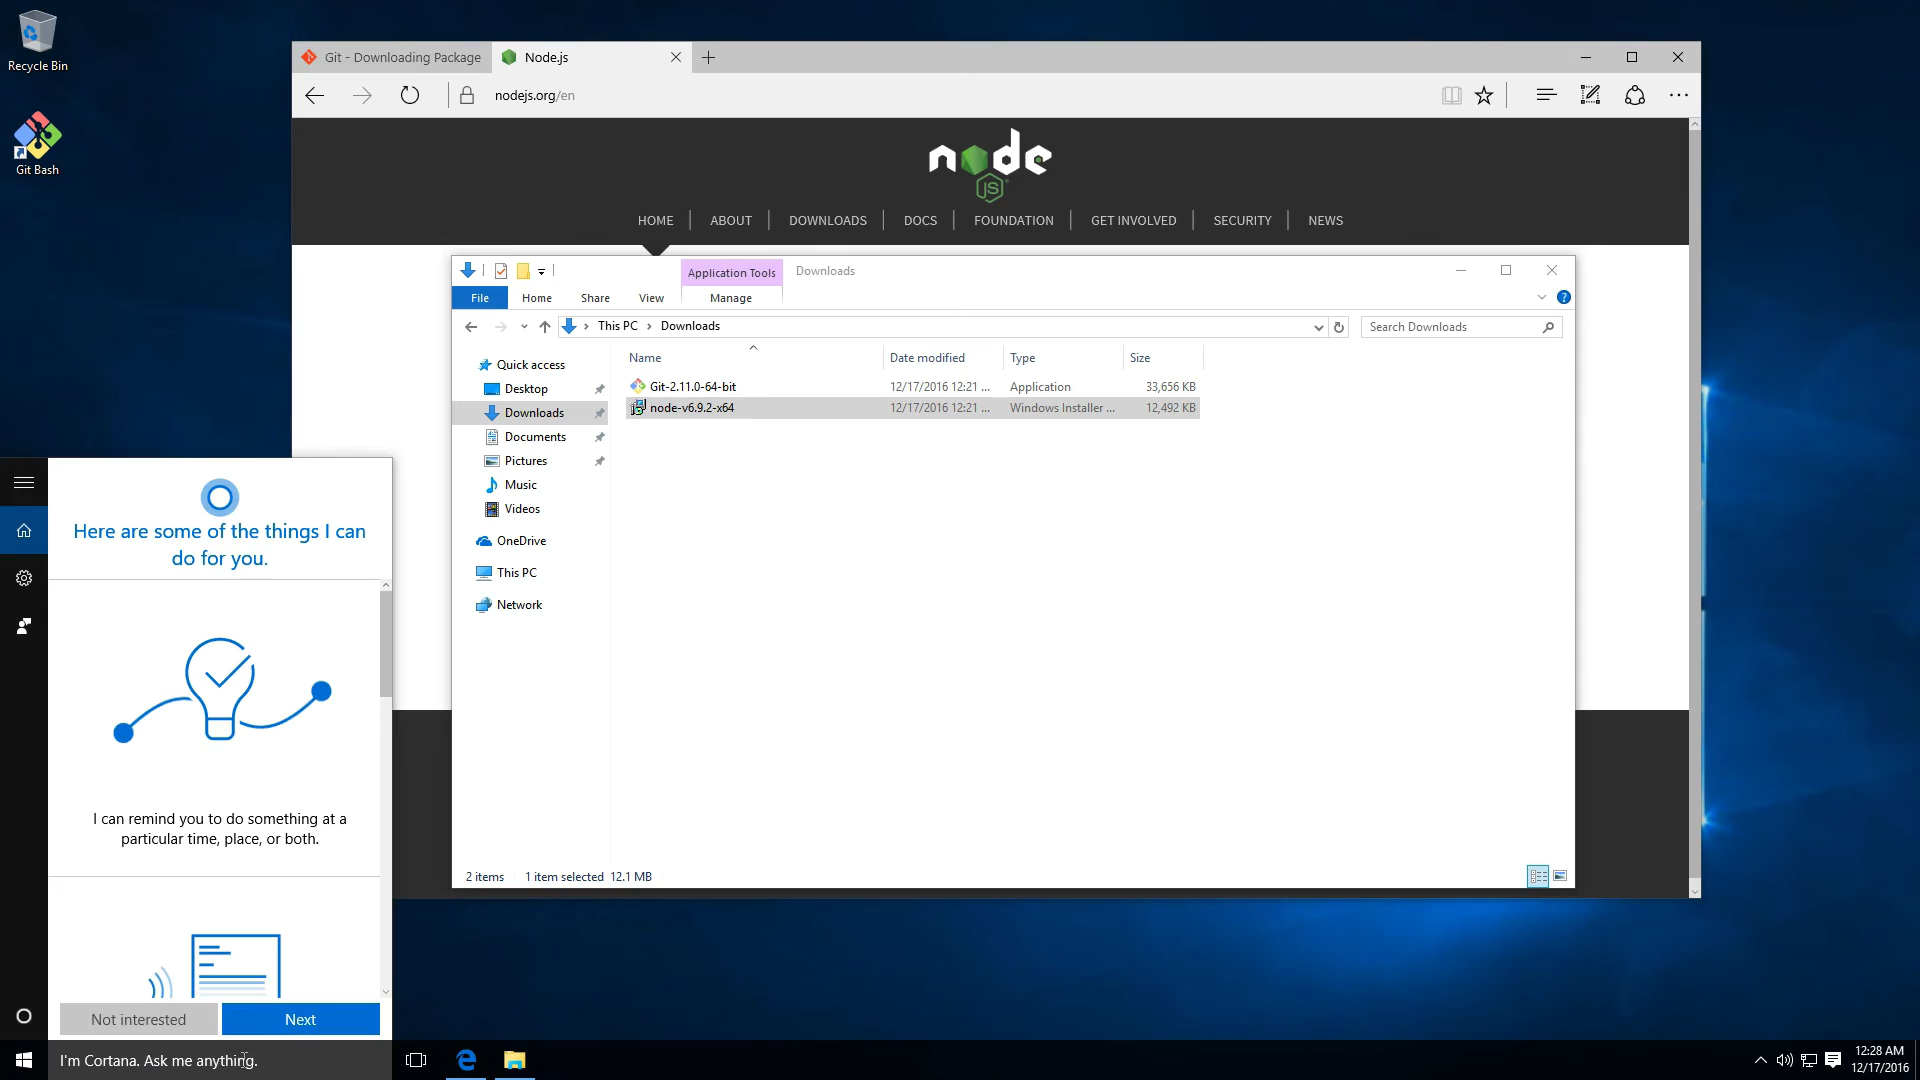 Recycle Bin
Git Bash
Git - Downloading Package
Node.js
nodejs.org/en
node
JS
HOME
ABOUT
DOWNLOADS
DOCS
FOUNDATION
GET INVOLVED
SECURITY
NEWS
Application Tools
Downloads
File
Home
Share
View
Manage
This PC
Downloads
Search Downloads
Name
Date modified
Type
Size
Git-2.11.0-64-bit
12/17/2016 12:21 ...
Application
33,656 KB
node-v6.9.2-x64
12/17/2016 12:21 ...
Windows Installer ...
12,492 KB
Quick access
Desktop
Downloads
Documents
Pictures
Music
Videos
OneDrive
This PC
Network
2 items
1 item selected 12.1 MB
Here are some of the things I can
do for you.
I can remind you to do something at a
particular time, place, or both.
Not interested
Next
I'm Cortana. Ask me anything.
12:28 AM
12/17/2016